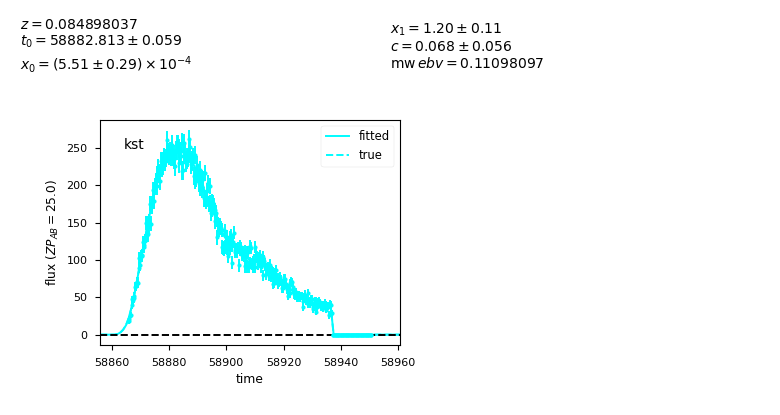 z = 0.084898037
t₀ = 58882.813 ± 0.059
x₀ = (5.51 ± 0.29) × 10⁻⁴
x₁ = 1.20 ± 0.11
c = 0.068 ± 0.056
mw ebv = 0.11098097
kst
fitted
true
flux (ZP_{AB} = 25.0)
250
200
150
100
50
0
58860 58880 58900 58920 58940 58960
time